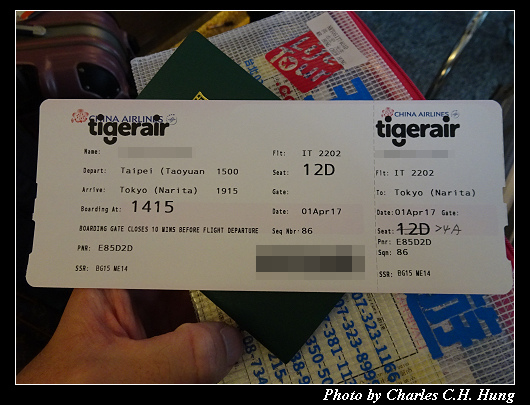 CHINA AIRLINES
tigerair
Name:
Flt: IT 2202
Depart: Taipei (Taoyuan 1500
Seat: 12D
Arrive: Tokyo (Narita) 1915
Gate:
Boarding At: 1415
Date: 01Apr17
BOARDING GATE CLOSES 10 MINS BEFORE FLIGHT DEPARTURE
Seq Nbr: 86
PNR: E85D2D
SSR: BG15 ME14
CHINA AIRLINES
tigerair
Flt: IT 2202
To: Tokyo (Narita)
Date: 01Apr17 Gate:
Seat: 12D >4A
PNR: E85D2D
Sqn: 86
SSR: BG15 ME14
Photo by Charles C.H. Hung